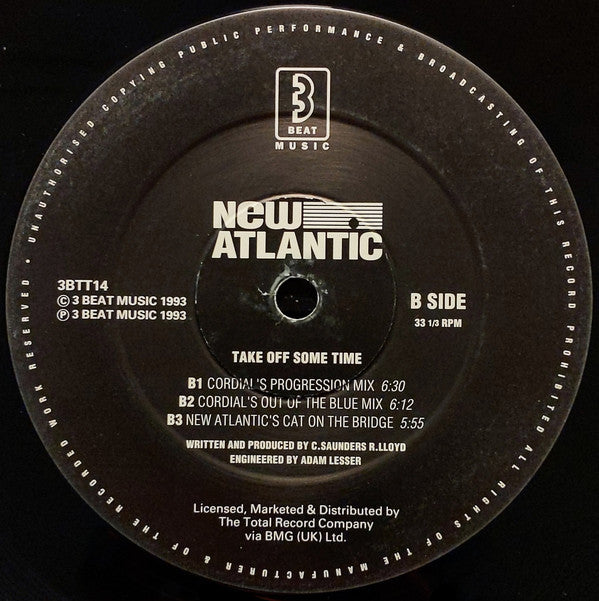 3
BEAT
MUSIC
New
ATLANTIC
3BTT14
© 3 BEAT MUSIC 1993
℗ 3 BEAT MUSIC 1993
B SIDE
33 1/3 RPM
TAKE OFF SOME TIME
B1 CORDIAL'S PROGRESSION MIX 6:30
B2 CORDIAL'S OUT OF THE BLUE MIX 6:12
B3 NEW ATLANTIC'S CAT ON THE BRIDGE 5:55
WRITTEN AND PRODUCED BY C.SAUNDERS R.LLOYD
ENGINEERED BY ADAM LESSER
Licensed, Marketed & Distributed by
The Total Record Company
via BMG (UK) Ltd.
• UNAUTHORISED COPYING PUBLIC PERFORMANCE & BROADCASTING OF THIS RECORD PROHIBITED ALL RIGHTS OF THE MANUFACTURER & OF THE RECORDED WORK RESERVED